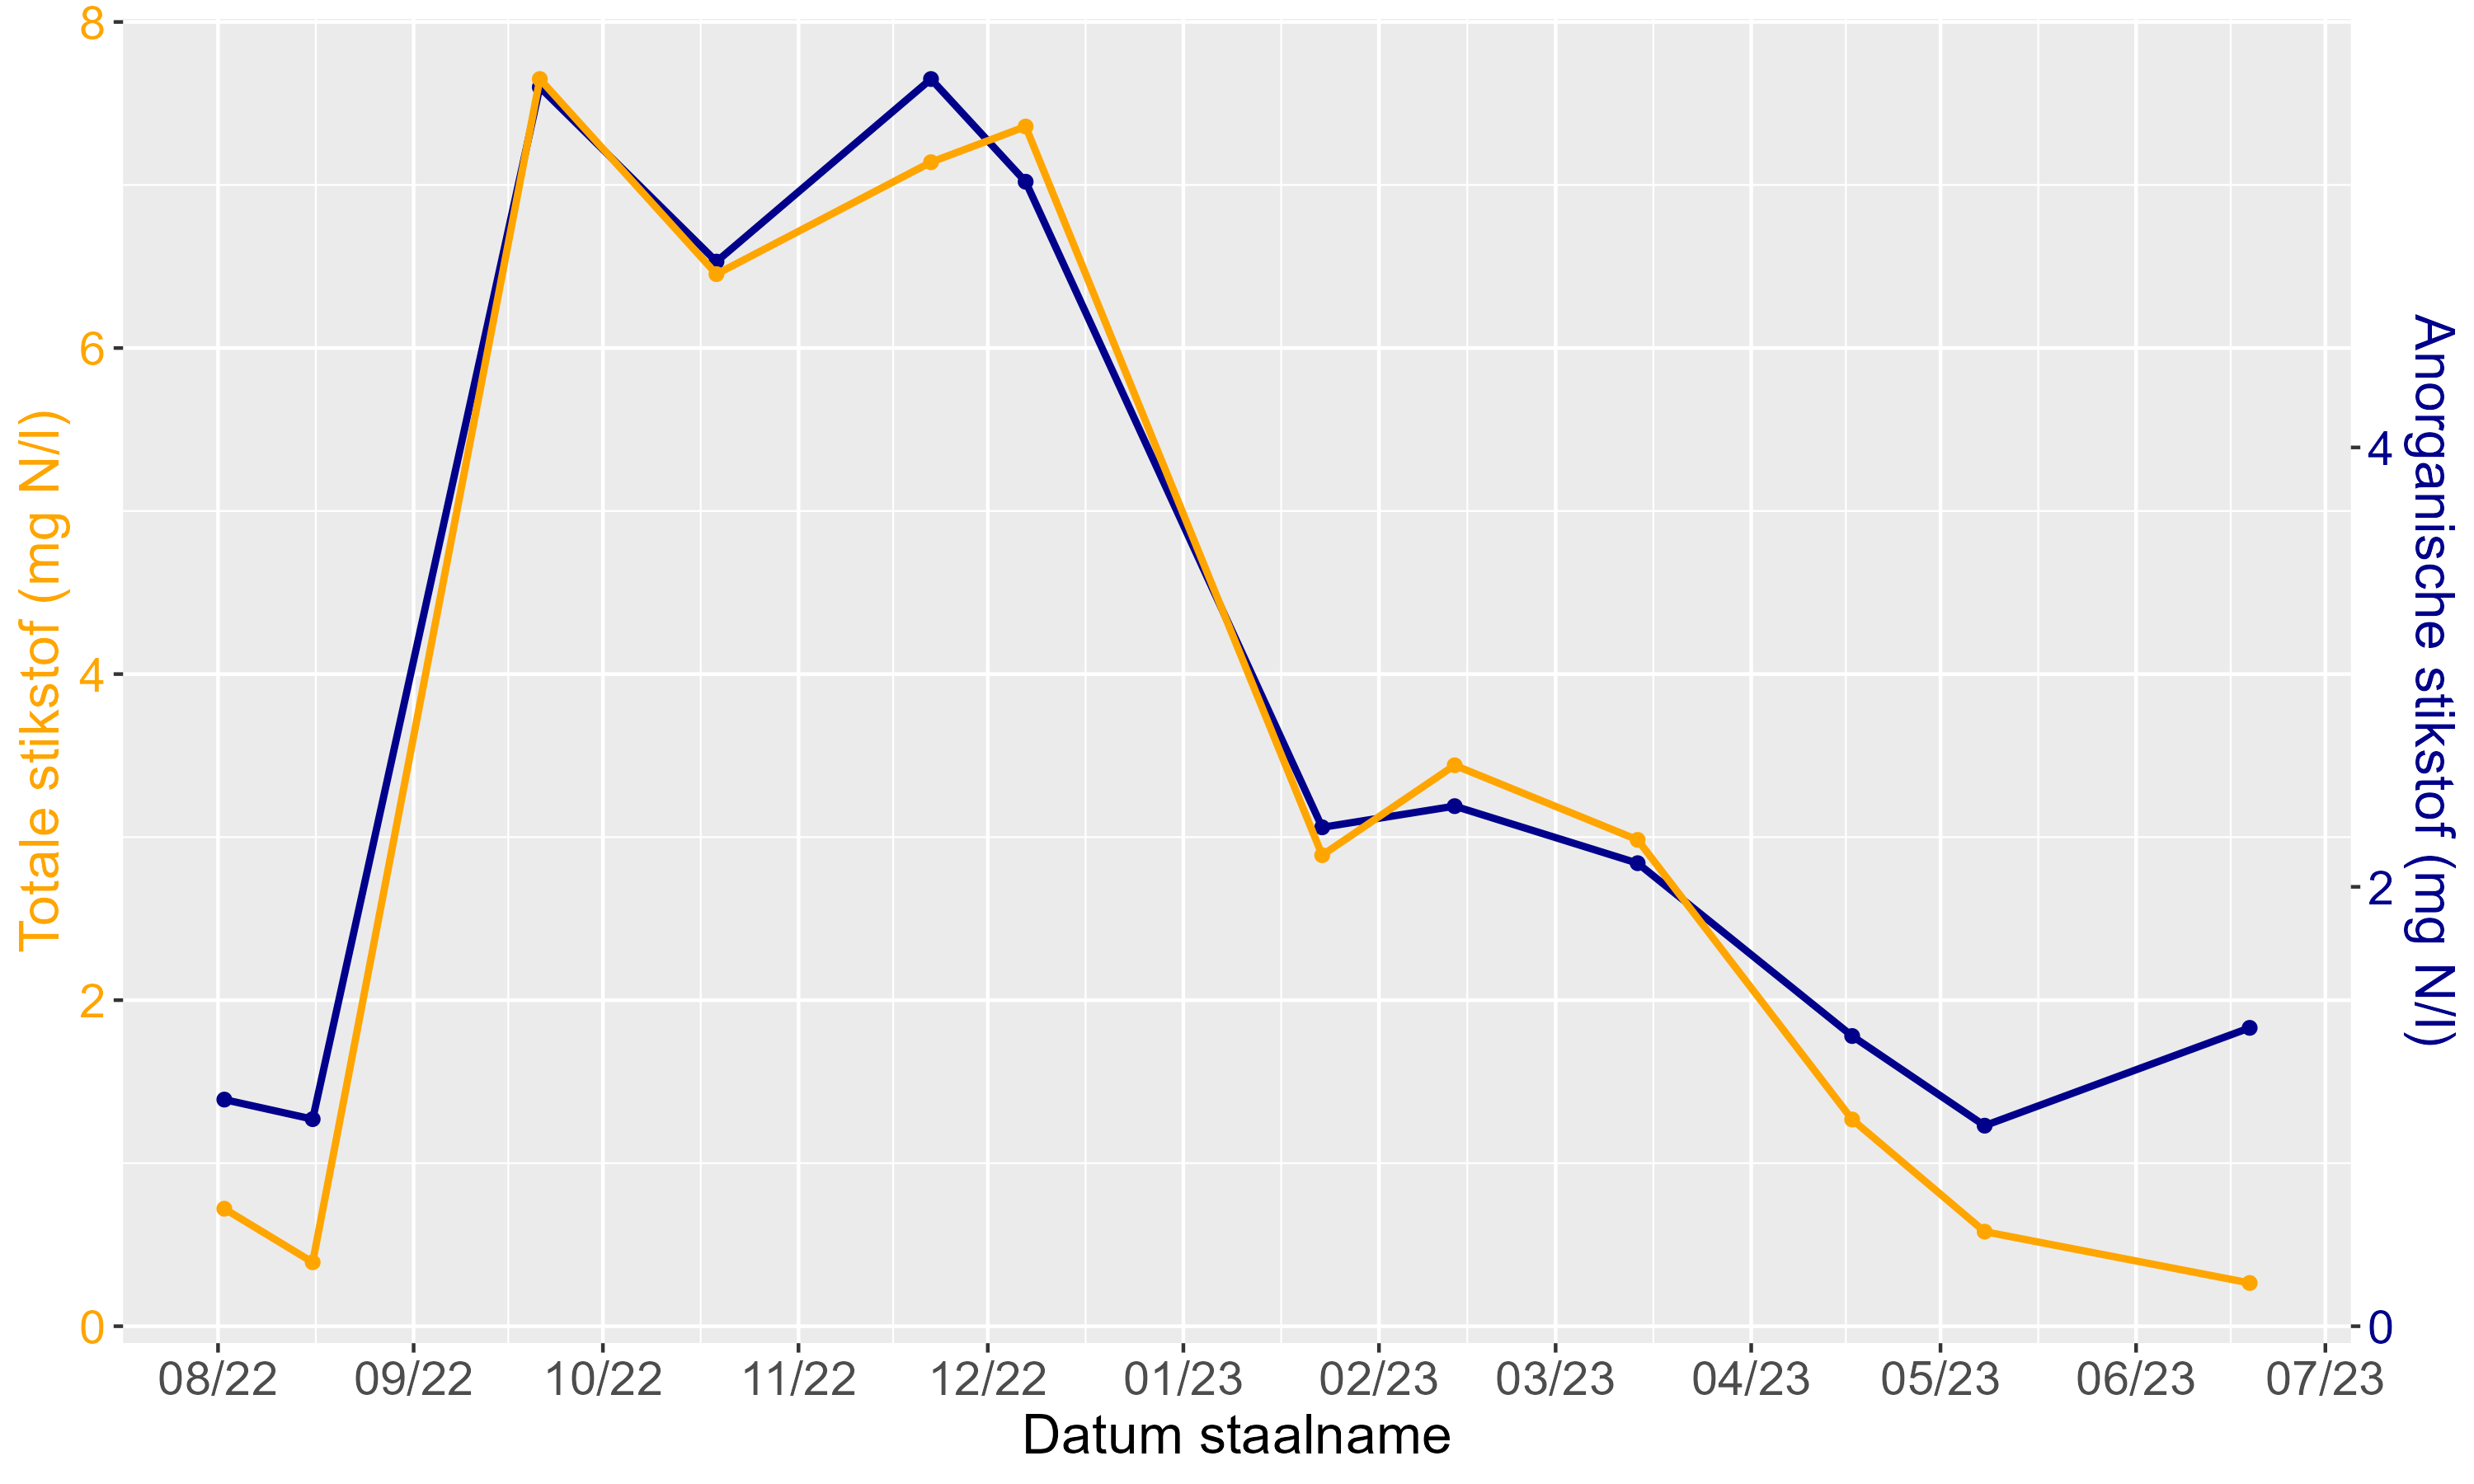 Totale stikstof (mg N/l)
8
6
4
2
0
Anorganische stikstof (mg N/l)
4
2
0
08/22 09/22 10/22 11/22 12/22 01/23 02/23 03/23 04/23 05/23 06/23 07/23
Datum staalname